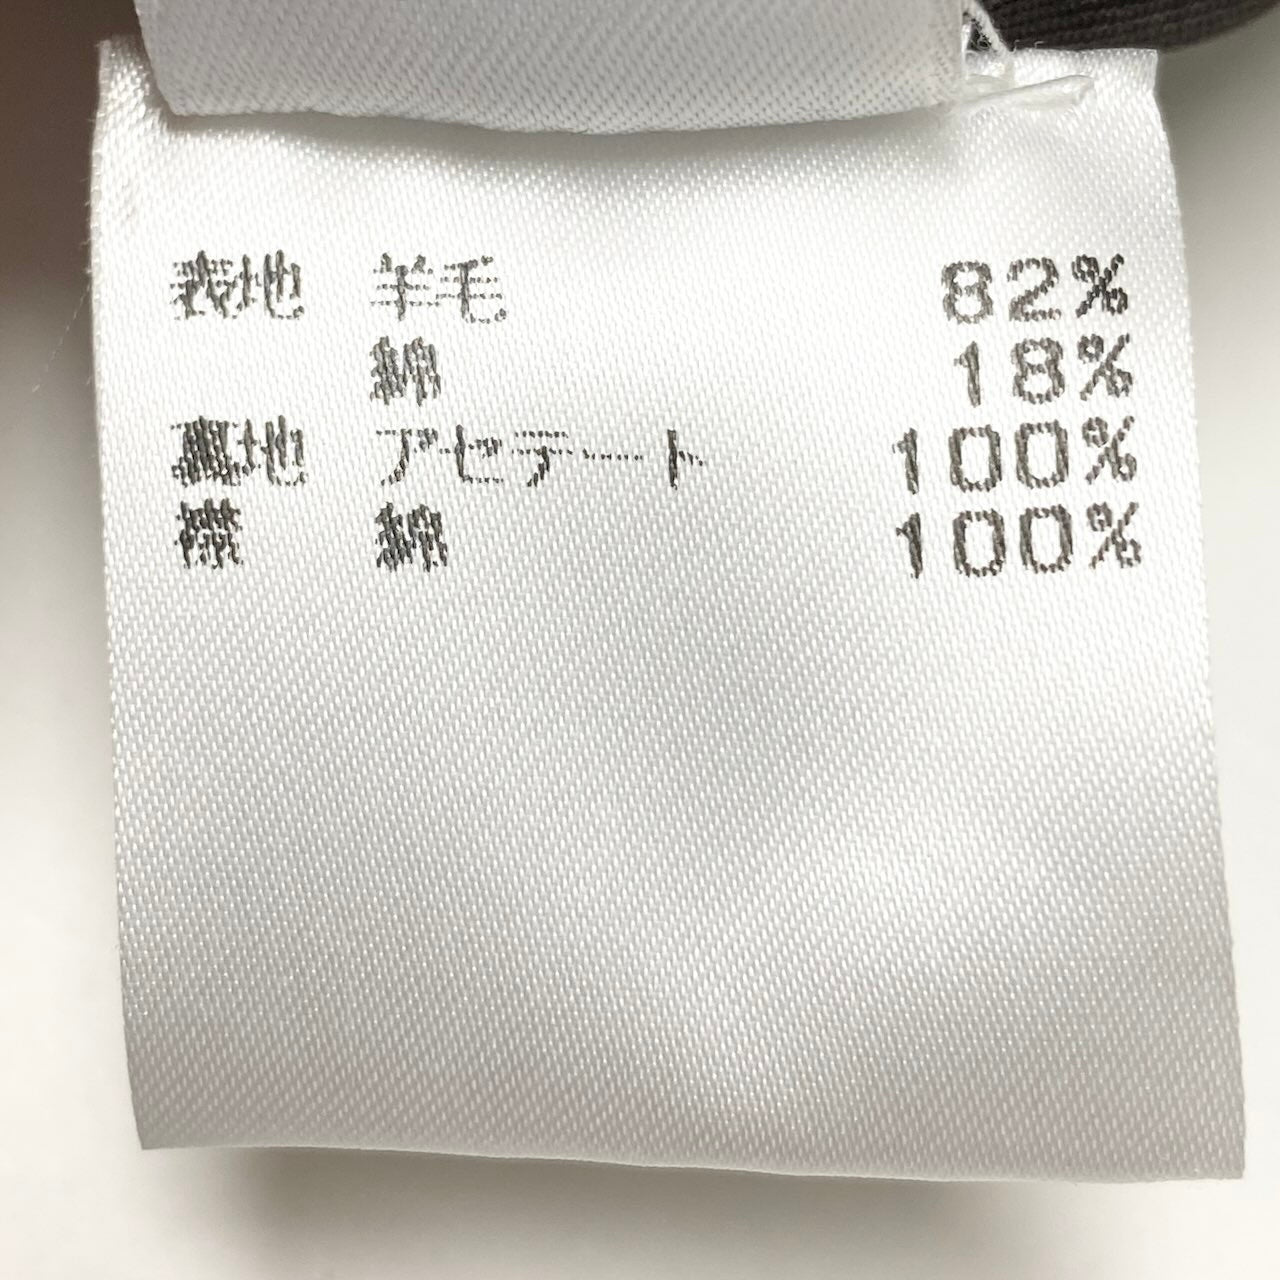 表地 羊毛 82%
綿 18%
裏地 アセテート 100%
襟 綿 100%